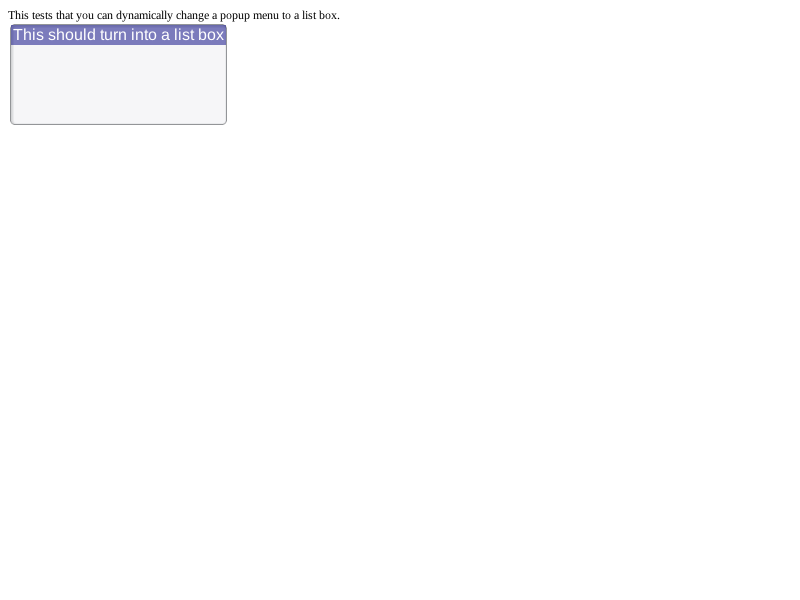 This tests that you can dynamically change a popup menu to a list box.
This should turn into a list box